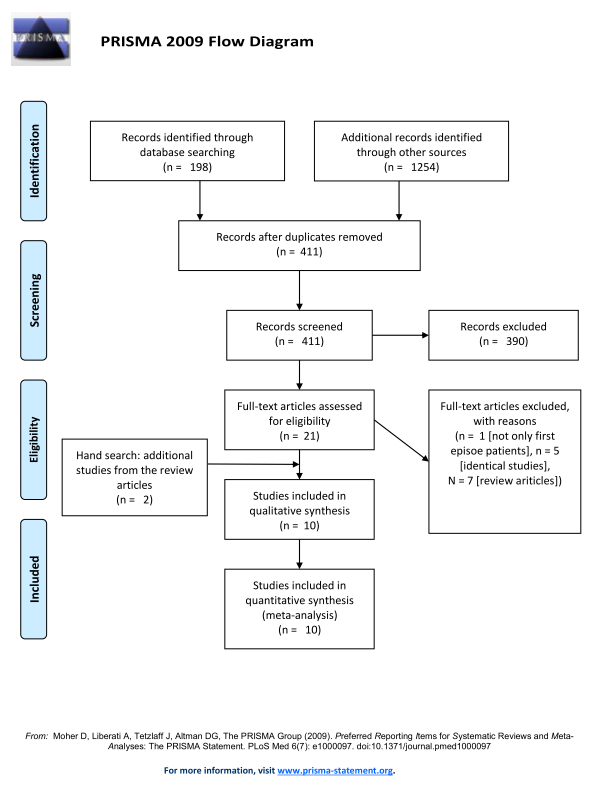 PRISMA
PRISMA 2009 Flow Diagram
Identification
Records identified through
database searching
(n = 198)
Additional records identified
through other sources
(n = 1254)
Records after duplicates removed
(n = 411)
Screening
Records screened
(n = 411)
Records excluded
(n = 390)
Eligibility
Full-text articles assessed
for eligibility
(n = 21)
Full-text articles excluded,
with reasons
(n = 1 [not only first
episoe patients], n = 5
[identical studies],
N = 7 [review ariticles])
Hand search: additional
studies from the review
articles
(n = 2)
Studies included in
qualitative synthesis
(n = 10)
Included
Studies included in
quantitative synthesis
(meta-analysis)
(n = 10)
From: Moher D, Liberati A, Tetzlaff J, Altman DG, The PRISMA Group (2009). Preferred Reporting Items for Systematic Reviews and Meta-
Analyses: The PRISMA Statement. PLoS Med 6(7): e1000097. doi:10.1371/journal.pmed1000097
For more information, visit www.prisma-statement.org.